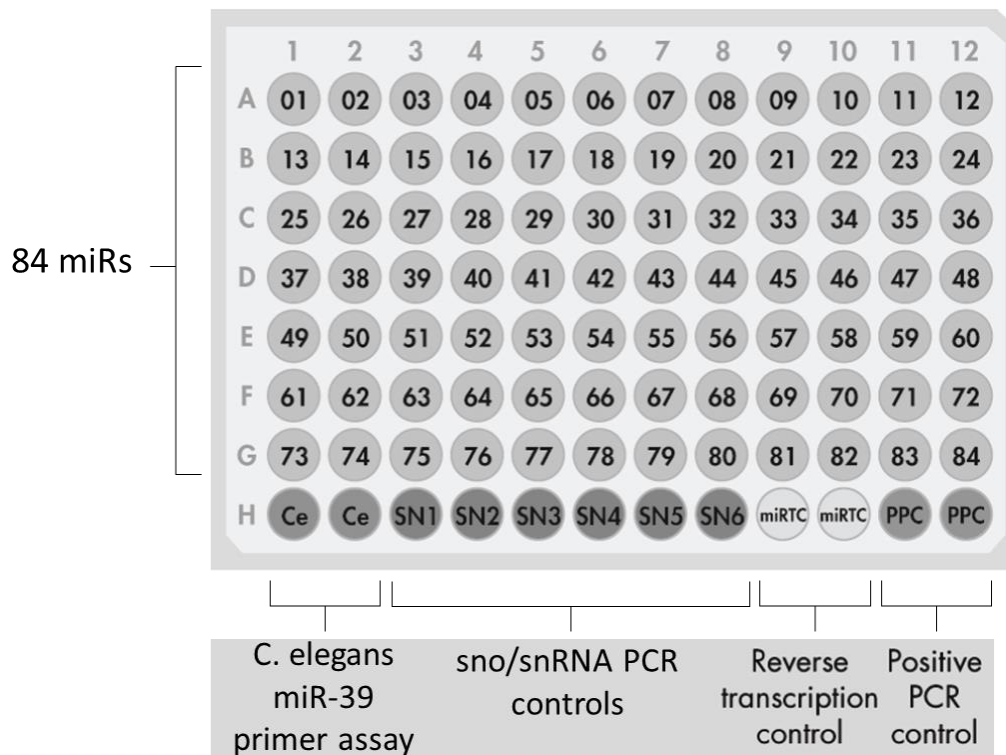 1 2 3 4 5 6 7 8 9 10 11 12
A 01 02 03 04 05 06 07 08 09 10 11 12
B 13 14 15 16 17 18 19 20 21 22 23 24
C 25 26 27 28 29 30 31 32 33 34 35 36
84 miRs
D 37 38 39 40 41 42 43 44 45 46 47 48
E 49 50 51 52 53 54 55 56 57 58 59 60
F 61 62 63 64 65 66 67 68 69 70 71 72
G 73 74 75 76 77 78 79 80 81 82 83 84
H Ce Ce SN1 SN2 SN3 SN4 SN5 SN6 miRTC miRTC PPC PPC
C. elegans
miR-39
primer assay
sno/snRNA PCR
controls
Reverse
transcription
control
Positive
PCR
control